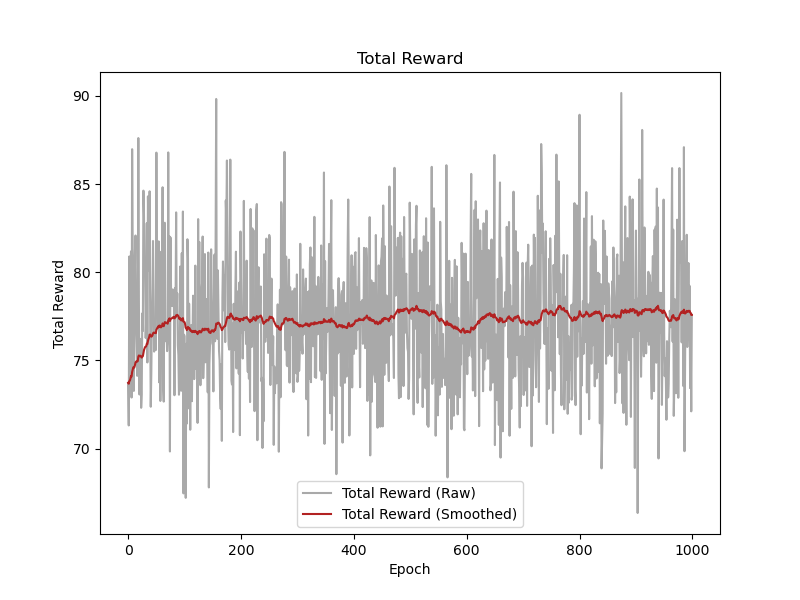 Total Reward
90
85
80
75
70
Total Reward
Total Reward (Raw)
Total Reward (Smoothed)
0 200 400 600 800 1000
Epoch